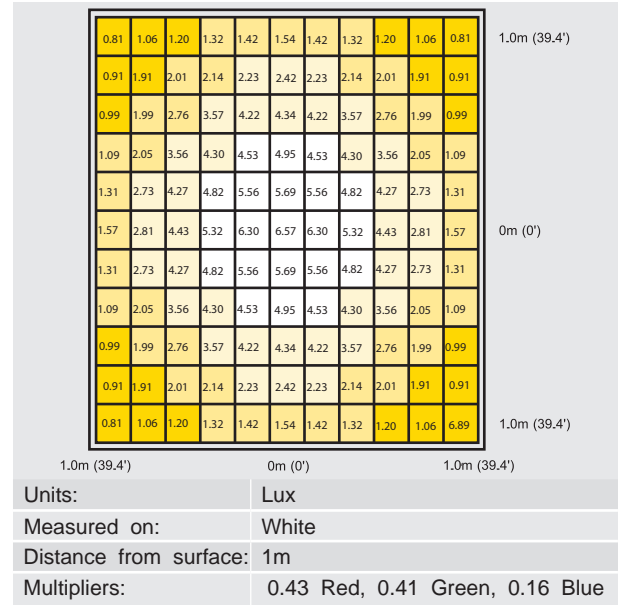 0.81 1.06 1.20 1.32 1.42 1.54 1.42 1.32 1.20 1.06 0.81 1.0m (39.4')
0.91 1.91 2.01 2.14 2.23 2.42 2.23 2.14 2.01 1.91 0.91
0.99 1.99 2.76 3.57 4.22 4.34 4.22 3.57 2.76 1.99 0.99
1.09 2.05 3.56 4.30 4.53 4.95 4.53 4.30 3.56 2.05 1.09
1.31 2.73 4.27 4.82 5.56 5.69 5.56 4.82 4.27 2.73 1.31
1.57 2.81 4.43 5.32 6.30 6.57 6.30 5.32 4.43 2.81 1.57 0m (0')
1.31 2.73 4.27 4.82 5.56 5.69 5.56 4.82 4.27 2.73 1.31
1.09 2.05 3.56 4.30 4.53 4.95 4.53 4.30 3.56 2.05 1.09
0.99 1.99 2.76 3.57 4.22 4.34 4.22 3.57 2.76 1.99 0.99
0.91 1.91 2.01 2.14 2.23 2.42 2.23 2.14 2.01 1.91 0.91
0.81 1.06 1.20 1.32 1.42 1.54 1.42 1.32 1.20 1.06 6.89 1.0m (39.4')
1.0m (39.4') 0m (0') 1.0m (39.4')
Units: Lux
Measured on: White
Distance from surface: 1m
Multipliers: 0.43 Red, 0.41 Green, 0.16 Blue